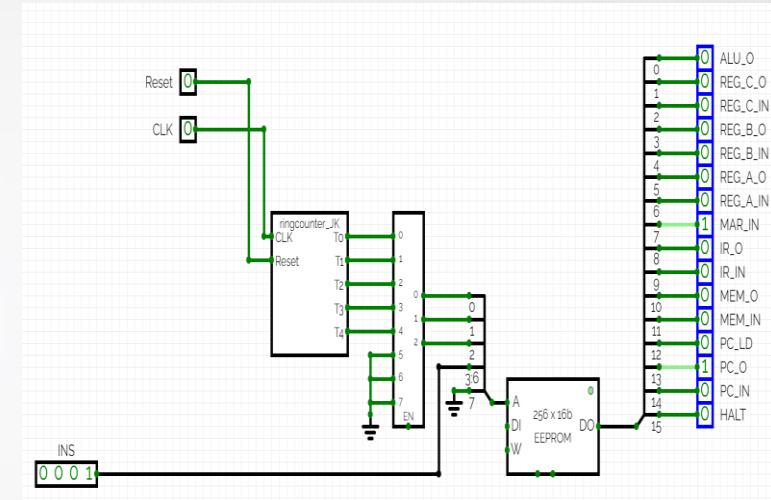 Reset 0
CLK 0
ringcounter_JK
CLK
Reset
T0
T1
T2
T3
T4
0
1
2
3
4
5
6
7
0
1
2
EN
0
1
2
3:6
7
A
DI
W
DO
256 x 16b
EEPROM
0
INS
0 0 0 1
0
1
2
3
4
5
6
7
8
9
10
11
12
13
14
15
0 ALU_O
0 REG_C_O
0 REG_C_IN
0 REG_B_O
0 REG_B_IN
0 REG_A_O
0 REG_A_IN
1 MAR_IN
0 IR_O
0 IR_IN
0 MEM_O
0 MEM_IN
0 PC_LD
1 PC_O
0 PC_IN
0 HALT